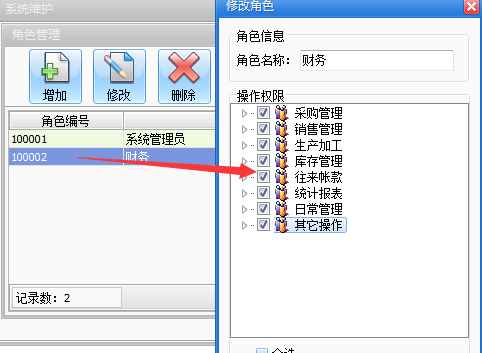 系统维护
角色管理
增加
修改
删除
角色编号
100001
系统管理员
100002
财务
记录数: 2
修改角色
角色信息
角色名称:
财务
操作权限
采购管理
销售管理
生产加工
库存管理
往来帐款
统计报表
日常管理
其它操作